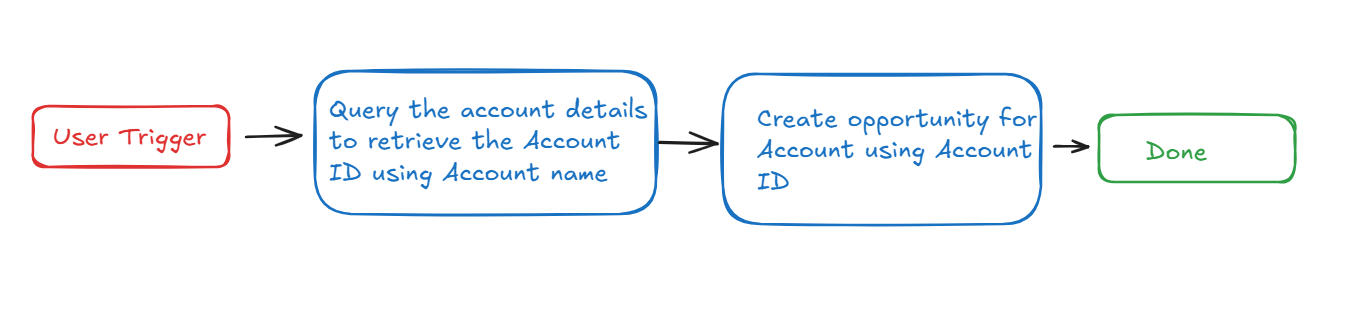 User Trigger
Query the account details
to retrieve the Account
ID using Account name
Create opportunity for
Account using Account
ID
Done